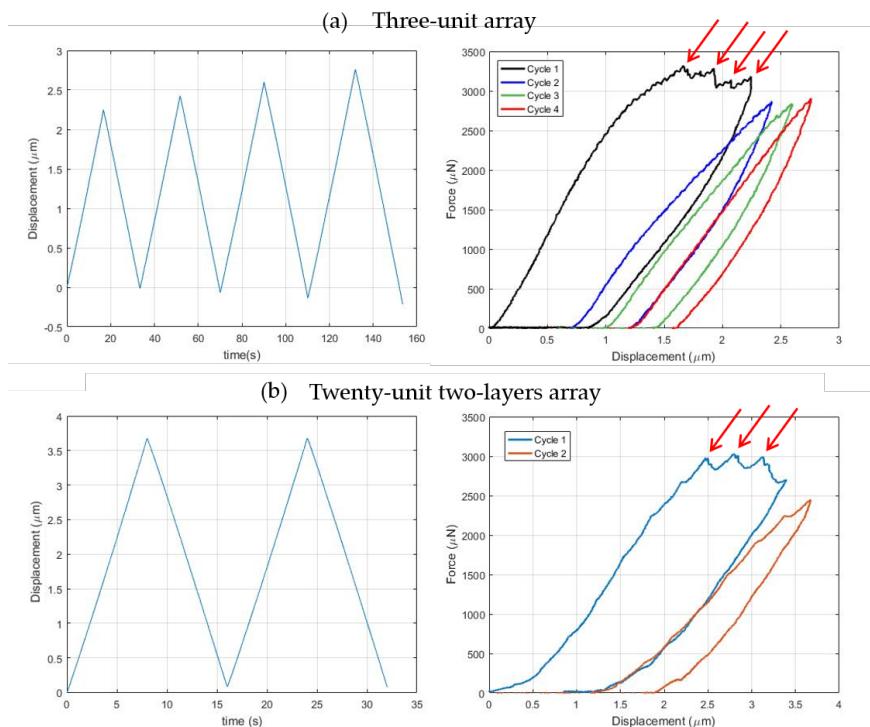 (a) Three-unit array
Displacement (μm)
3
2.5
2
1.5
1
0.5
0
-0.5
0 20 40 60 80 100 120 140 160
time(s)
Force (μN)
3500
3000
2500
2000
1500
1000
500
0
Cycle 1
Cycle 2
Cycle 3
Cycle 4
0 0.5 1 1.5 2 2.5 3
Displacement (μm)
(b) Twenty-unit two-layers array
Displacement (μm)
4
3.5
3
2.5
2
1.5
1
0.5
0
0 5 10 15 20 25 30 35
time (s)
Force (μN)
3500
3000
2500
2000
1500
1000
500
0
Cycle 1
Cycle 2
0 0.5 1 1.5 2 2.5 3 3.5 4
Displacement (μm)